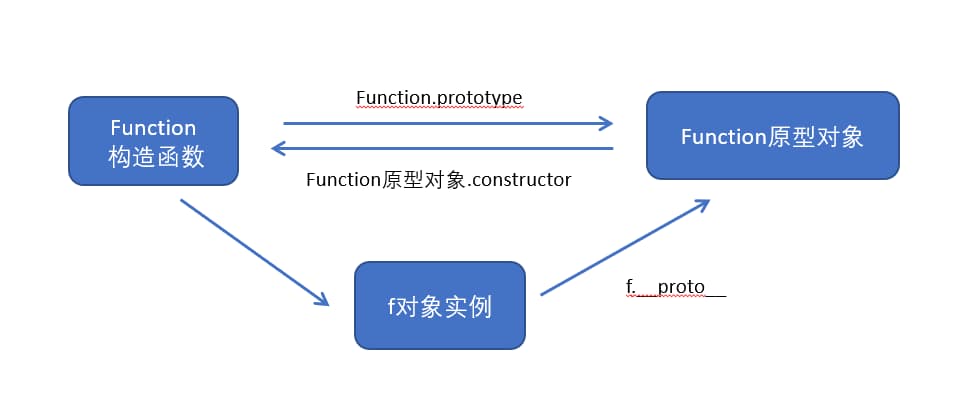 Function.prototype
Function
构造函数
Function原型对象
Function原型对象.constructor
f对象实例
f.__proto__